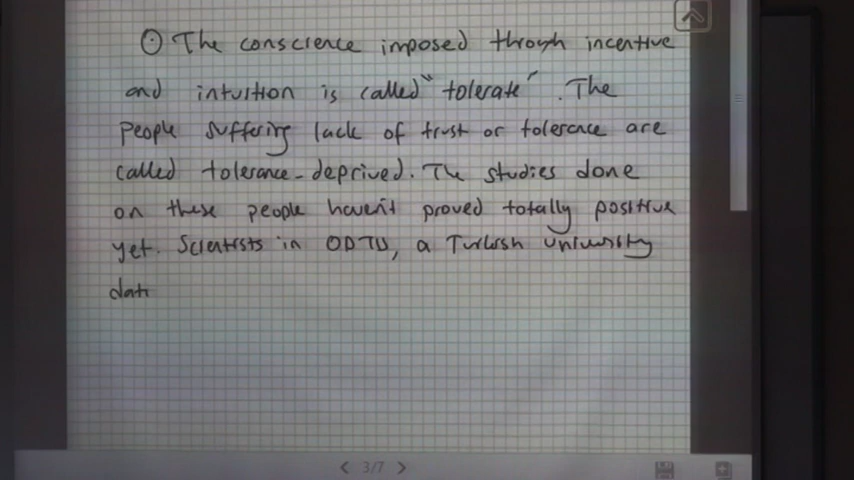 The conscience imposed through incentive
and intuition is called "tolerate". The
people suffering lack of trust or tolerance are
called tolerance-deprived. The studies done
on these people haven't proved totally positive
yet. Scientists in ODTU, a Turkish university
dati
3/7